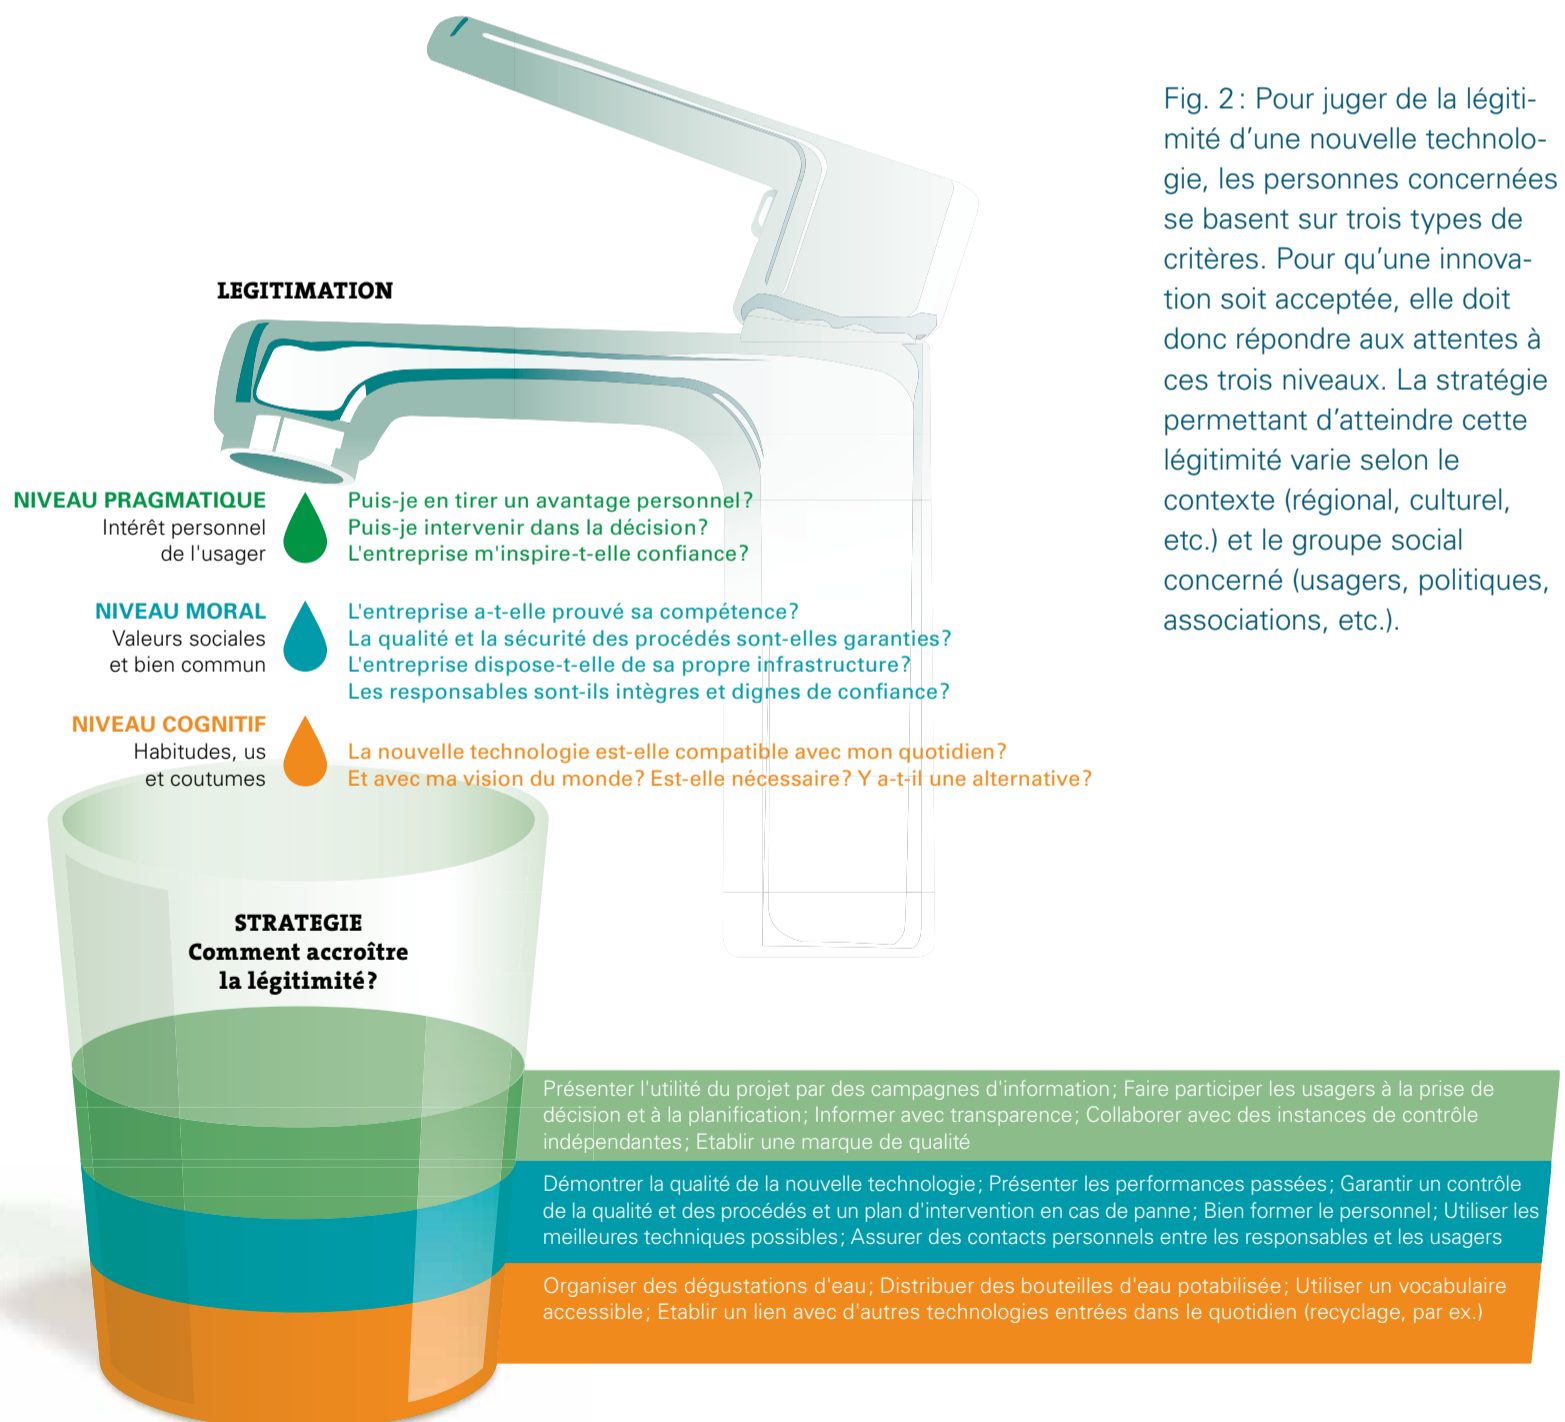 Fig. 2 : Pour juger de la légiti-
mité d’une nouvelle technolo-
gie, les personnes concernées
se basent sur trois types de
critères. Pour qu’une innova-
tion soit acceptée, elle doit
donc répondre aux attentes à
ces trois niveaux. La stratégie
permettant d’atteindre cette
légitimité varie selon le
contexte (régional, culturel,
etc.) et le groupe social
concerné (usagers, politiques,
associations, etc.).
LEGITIMATION
NIVEAU PRAGMATIQUE
Intérêt personnel
de l'usager
Puis-je en tirer un avantage personnel?
Puis-je intervenir dans la décision?
L'entreprise m'inspire-t-elle confiance?
NIVEAU MORAL
Valeurs sociales
et bien commun
L'entreprise a-t-elle prouvé sa compétence?
La qualité et la sécurité des procédés sont-elles garanties?
L'entreprise dispose-t-elle de sa propre infrastructure?
Les responsables sont-ils intègres et dignes de confiance?
NIVEAU COGNITIF
Habitudes, us
et coutumes
La nouvelle technologie est-elle compatible avec mon quotidien?
Et avec ma vision du monde? Est-elle nécessaire? Y a-t-il une alternative?
STRATEGIE
Comment accroître
la légitimité?
Présenter l'utilité du projet par des campagnes d'information; Faire participer les usagers à la prise de
décision et à la planification; Informer avec transparence; Collaborer avec des instances de contrôle
indépendantes; Etablir une marque de qualité
Démontrer la qualité de la nouvelle technologie; Présenter les performances passées; Garantir un contrôle
de la qualité et des procédés et un plan d'intervention en cas de panne; Bien former le personnel; Utiliser les
meilleures techniques possibles; Assurer des contacts personnels entre les responsables et les usagers
Organiser des dégustations d'eau; Distribuer des bouteilles d'eau potabilisée; Utiliser un vocabulaire
accessible; Etablir un lien avec d'autres technologies entrées dans le quotidien (recyclage, par ex.)